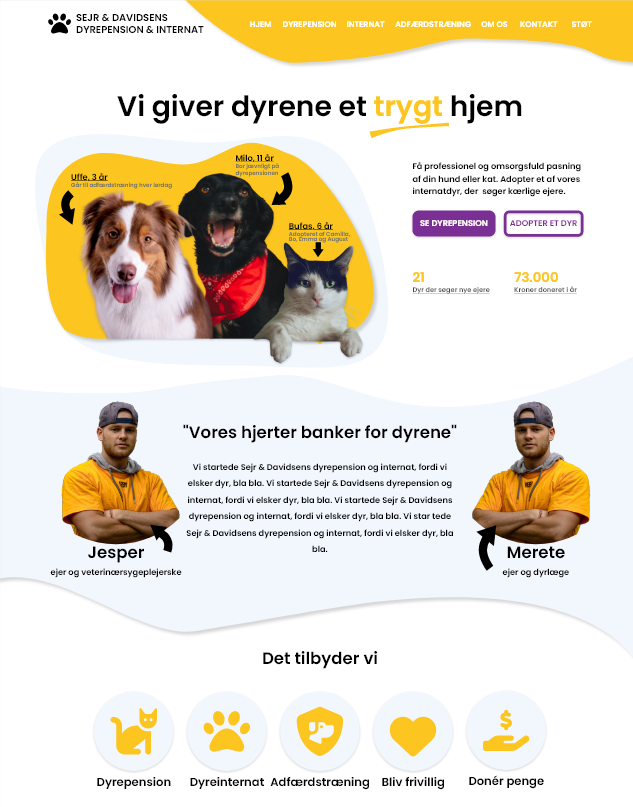 SEJR & DAVIDSENS
DYREPENSION & INTERNAT
HJEM DYREPENSION INTERNAT ADFÆRDSTRÆNING OM OS KONTAKT STØT
Vi giver dyrene et trygt hjem
Uffe, 3 år
Går til adfærdstræning hver lørdag
Milo, 11 år
Bor jævnligt på
dyrepensionen
Bufas, 6 år
Adopteret af Camilla,
Bo, Emma og August
Få professionel og omsorgsfuld pasning
af din hund eller kat. Adopter et af vores
internatdyr, der søger kærlige ejere.
SE DYREPENSION
ADOPTER ET DYR
21
Dyr der søger nye ejere
73.000
Kroner doneret i år
"Vores hjerter banker for dyrene"
Vi startede Sejr & Davidsens dyrepension og internat, fordi vi
elsker dyr, bla bla. Vi startede Sejr & Davidsens dyrepension og
internat, fordi vi elsker dyr, bla bla. Vi startede Sejr & Davidsens
dyrepension og internat, fordi vi elsker dyr, bla bla. Vi star tede
Sejr & Davidsens dyrepension og internat, fordi vi elsker dyr, bla
bla.
Jesper
ejer og veterinærsygeplejerske
Merete
ejer og dyrlæge
Det tilbyder vi
Dyrepension
Dyreinternat
Adfærdstræning
Bliv frivillig
Donér penge